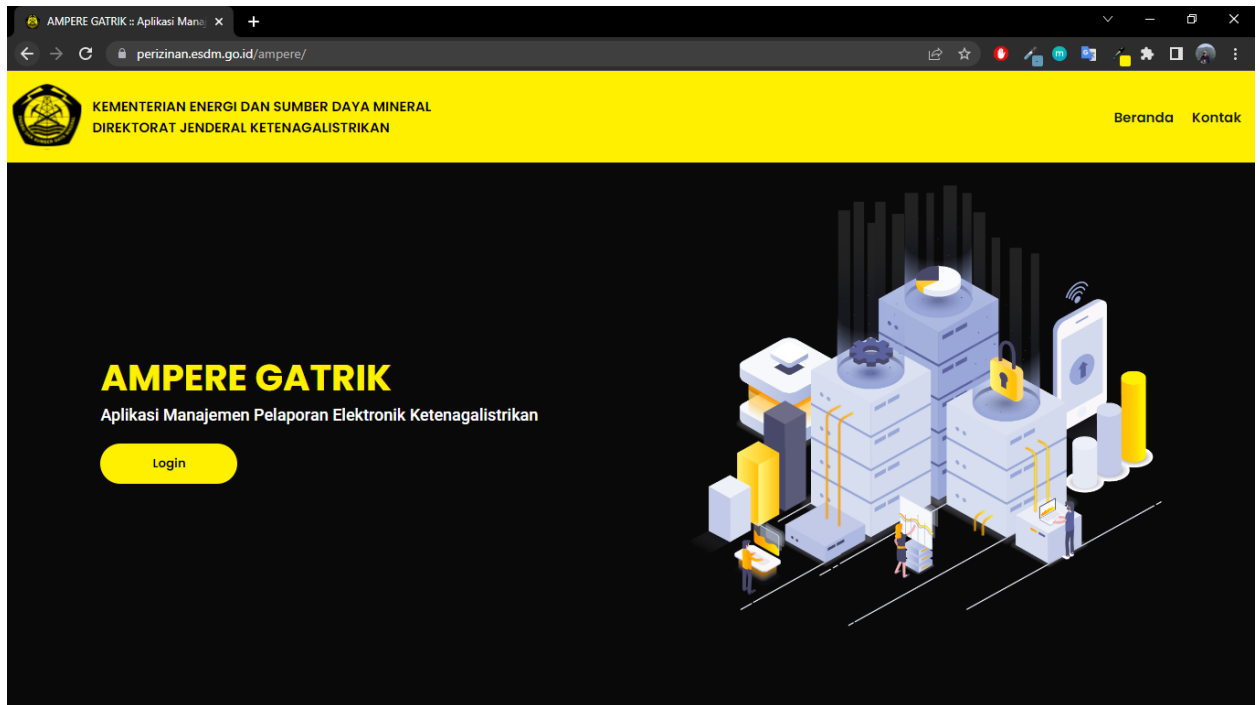 AMPERE GATRIK :: Aplikasi Manaj
perizinan.esdm.go.id/ampere/
KEMENTERIAN ENERGI DAN SUMBER DAYA MINERAL
DIREKTORAT JENDERAL KETENAGALISTRIKAN
Beranda Kontak
AMPERE GATRIK
Aplikasi Manajemen Pelaporan Elektronik Ketenagalistrikan
Login